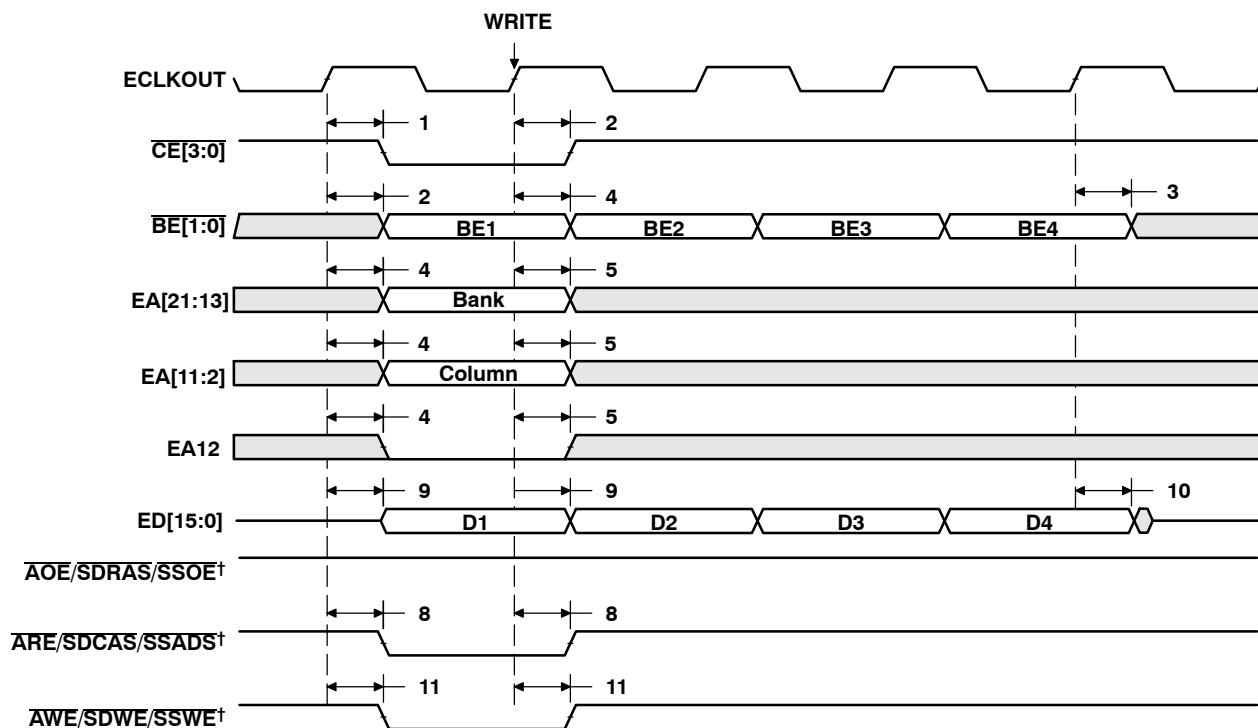 WRITE
ECLKOUT
1 2
CE[3:0]
2 4 3
BE[1:0] BE1 BE2 BE3 BE4
4 5
EA[21:13] Bank
4 5
EA[11:2] Column
4 5
EA12
9 9 10
ED[15:0] D1 D2 D3 D4
AOE/SDRAS/SSOE†
8 8
ARE/SDCAS/SSADS†
11 11
AWE/SDWE/SSWE†